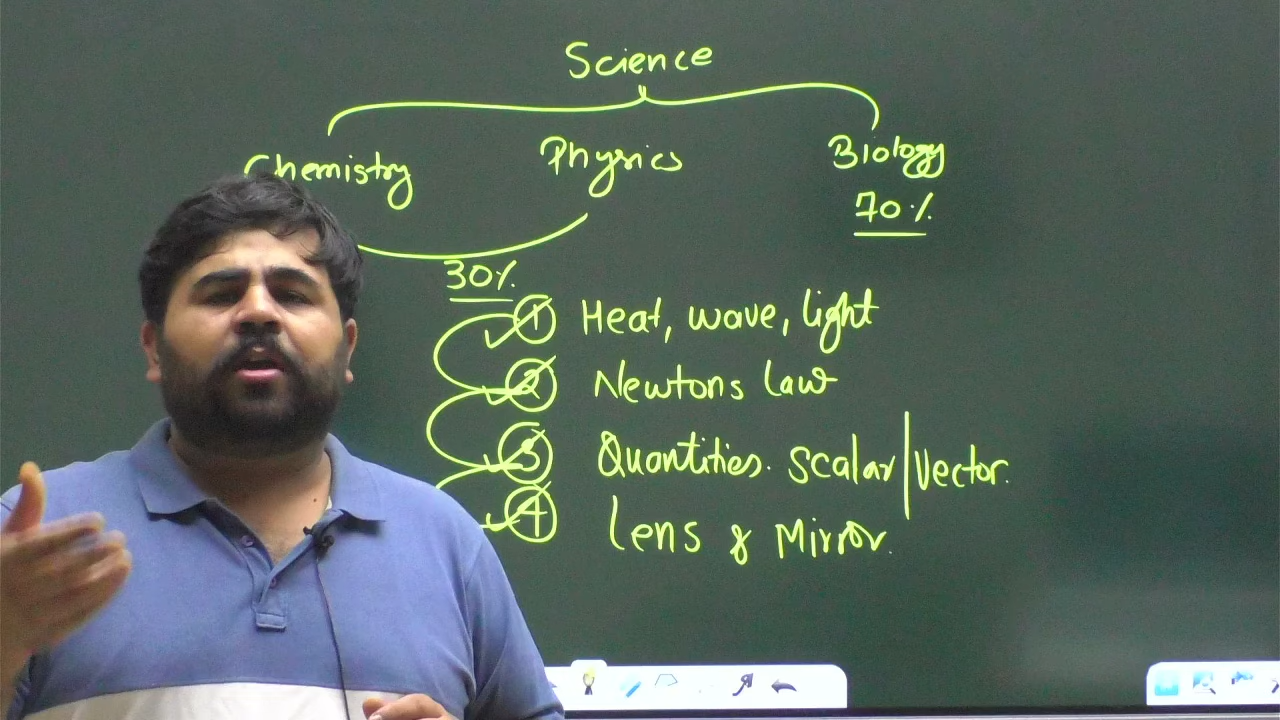 Science
Chemistry Physics Biology
70%
30%
1 Heat, wave, light
2 Newtons law
3 Quantities. Scalar/Vector.
4 Lens & Mirror.